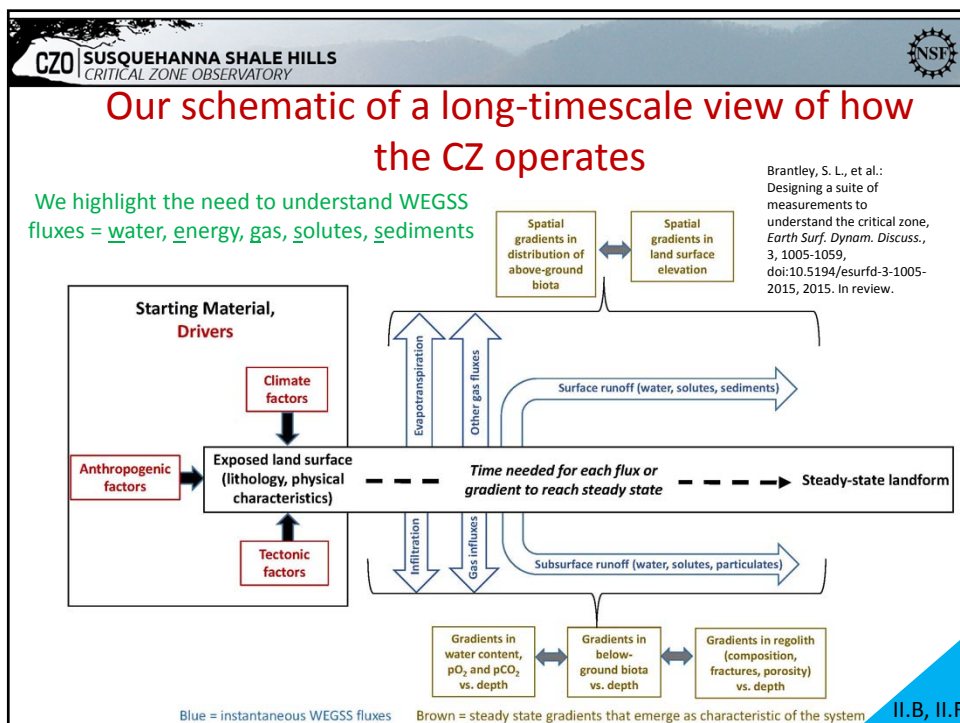 CZO SUSQUEHANNA SHALE HILLS
CRITICAL ZONE OBSERVATORY
NSF
Our schematic of a long-timescale view of how
the CZ operates
We highlight the need to understand WEGSS
fluxes = water, energy, gas, solutes, sediments
Brantley, S. L., et al.:
Designing a suite of
measurements to
understand the critical zone,
Earth Surf. Dynam. Discuss.,
3, 1005-1059,
doi:10.5194/esurfd-3-1005-
2015, 2015. In review.
Spatial
gradients in
distribution of
above-ground
biota
Spatial
gradients in
land surface
elevation
Starting Material,
Drivers
Climate
factors
Anthropogenic
factors
Tectonic
factors
Exposed land surface
(lithology, physical
characteristics)
Evapotranspiration
Other gas fluxes
Surface runoff (water, solutes, sediments)
Time needed for each flux or
gradient to reach steady state
Steady-state landform
Infiltration
Gas influxes
Subsurface runoff (water, solutes, particulates)
Gradients in
water content,
pO₂ and pCO₂
vs. depth
Gradients in
below-
ground biota
vs. depth
Gradients in regolith
(composition,
fractures, porosity)
vs. depth
Blue = instantaneous WEGSS fluxes
Brown = steady state gradients that emerge as characteristic of the system
II.B, II.F